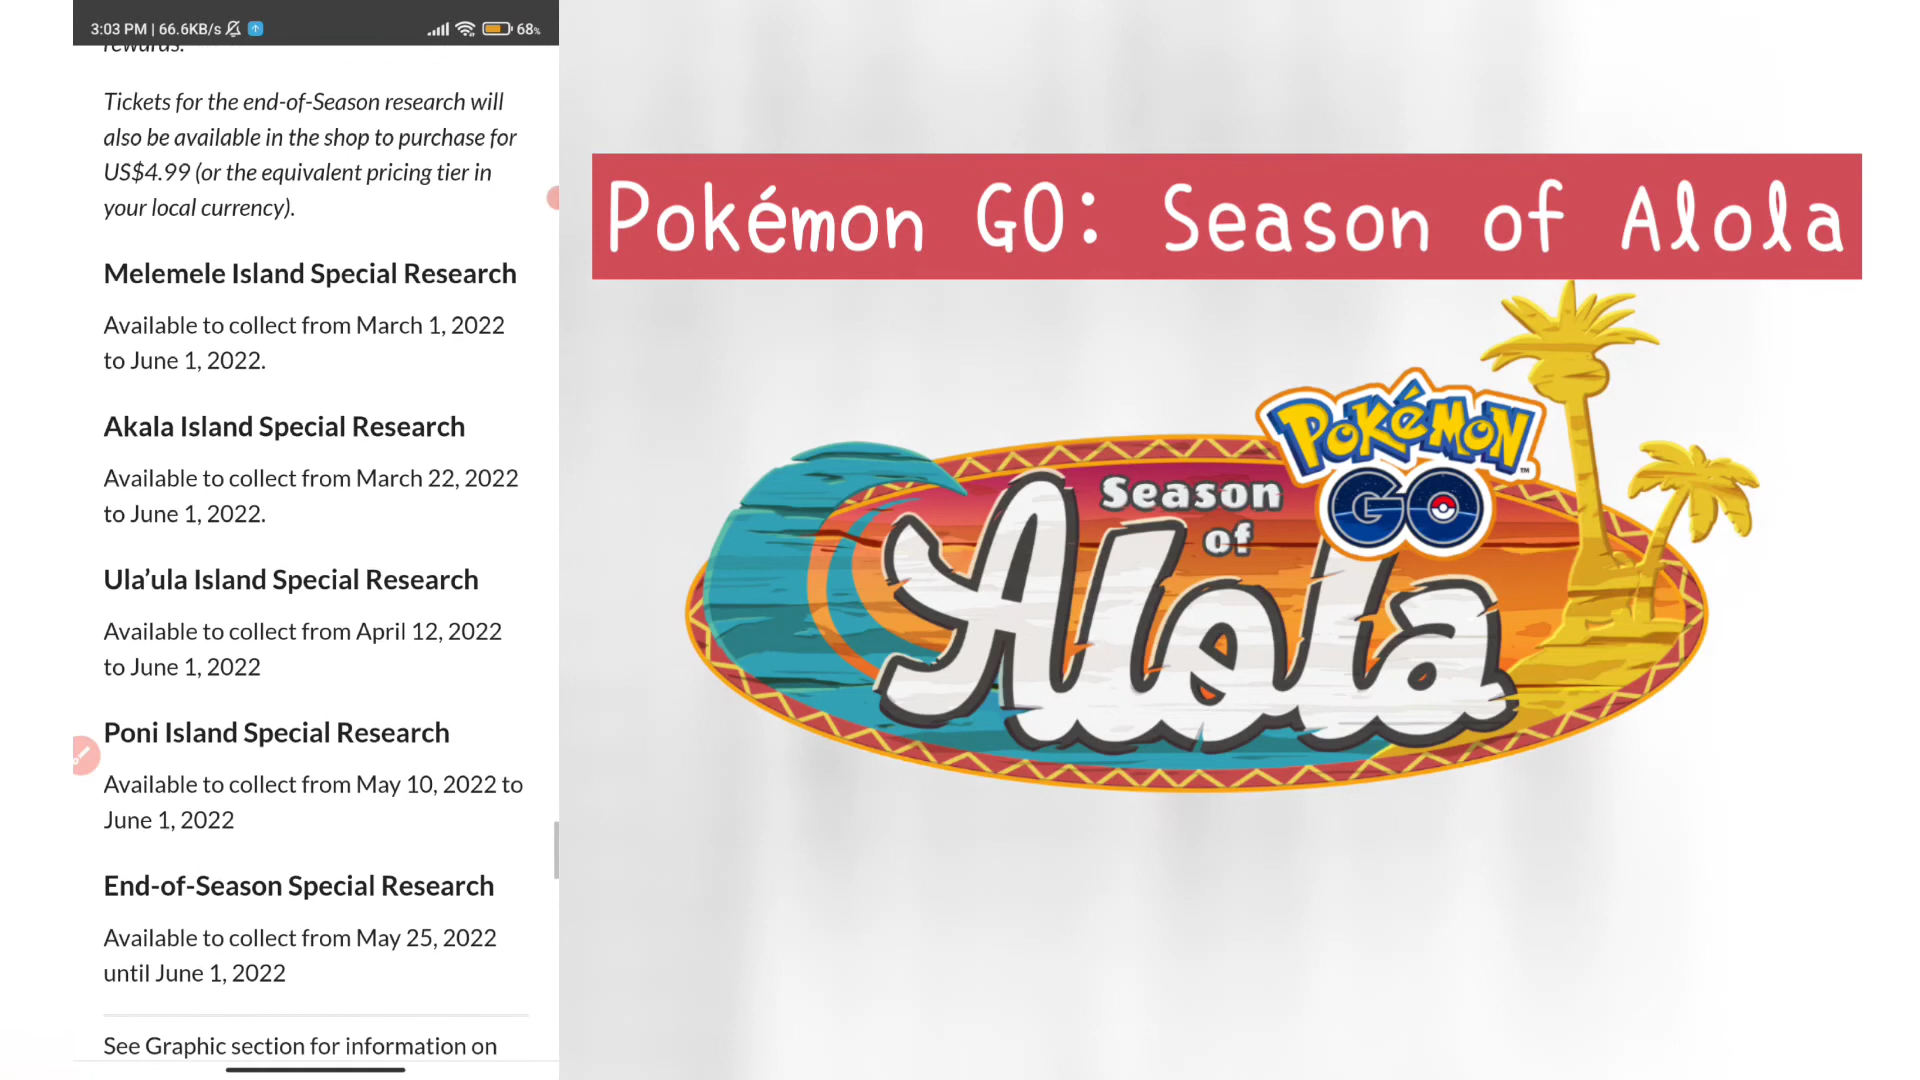 3:03 PM | 66.6KB/s
68%
rewards.
Tickets for the end-of-Season research will
also be available in the shop to purchase for
US$4.99 (or the equivalent pricing tier in
your local currency).
Melemele Island Special Research
Available to collect from March 1, 2022
to June 1, 2022.
Akala Island Special Research
Available to collect from March 22, 2022
to June 1, 2022.
Ula’ula Island Special Research
Available to collect from April 12, 2022
to June 1, 2022
Poni Island Special Research
Available to collect from May 10, 2022 to
June 1, 2022
End-of-Season Special Research
Available to collect from May 25, 2022
until June 1, 2022
See Graphic section for information on
Pokémon GO: Season of Alola
POKéMON
™
GO
Season
of
Alola